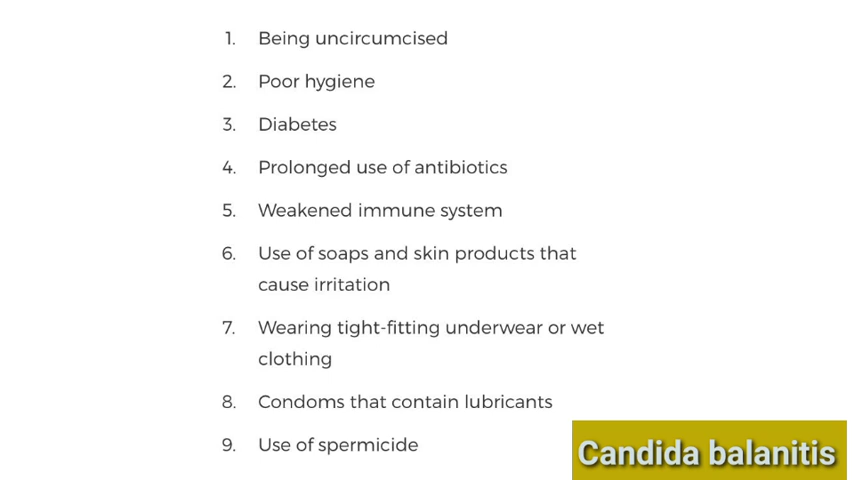 1. Being uncircumcised
2. Poor hygiene
3. Diabetes
4. Prolonged use of antibiotics
5. Weakened immune system
6. Use of soaps and skin products that
cause irritation
7. Wearing tight-fitting underwear or wet
clothing
8. Condoms that contain lubricants
9. Use of spermicide
Candida balanitis